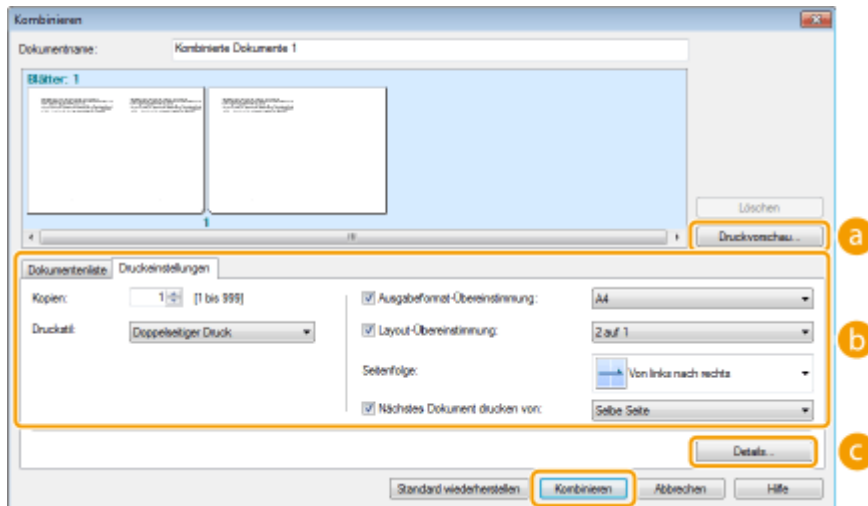 Kombinieren
Dokumentname: Kombinierte Dokumente 1
Blätter: 1
1
Löschen
Druckvorschau...
a
Dokumentenliste Druckeinstellungen
Kopien: 1 [1 bis 999] Ausgabeformat-Übereinstimmung: A4
Druckstil: Doppelseitiger Druck Layout-Übereinstimmung: 2 auf 1
b
Seitenfolge: Von links nach rechts
Nächstes Dokument drucken von: Selbe Seite
Details...
c
Standard wiederherstellen Kombinieren Abbrechen Hilfe